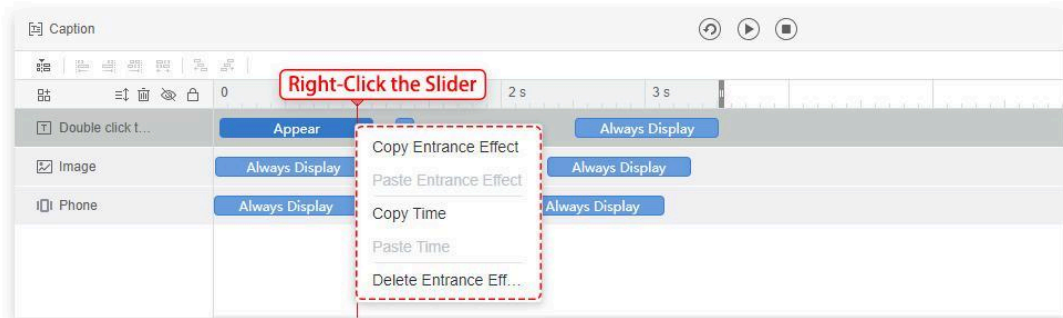 Caption
Right-Click the Slider
0
2 s
3 s
Double click t...
Appear
Always Display
Image
Always Display
Always Display
Phone
Always Display
Always Display
Copy Entrance Effect
Paste Entrance Effect
Copy Time
Paste Time
Delete Entrance Eff...